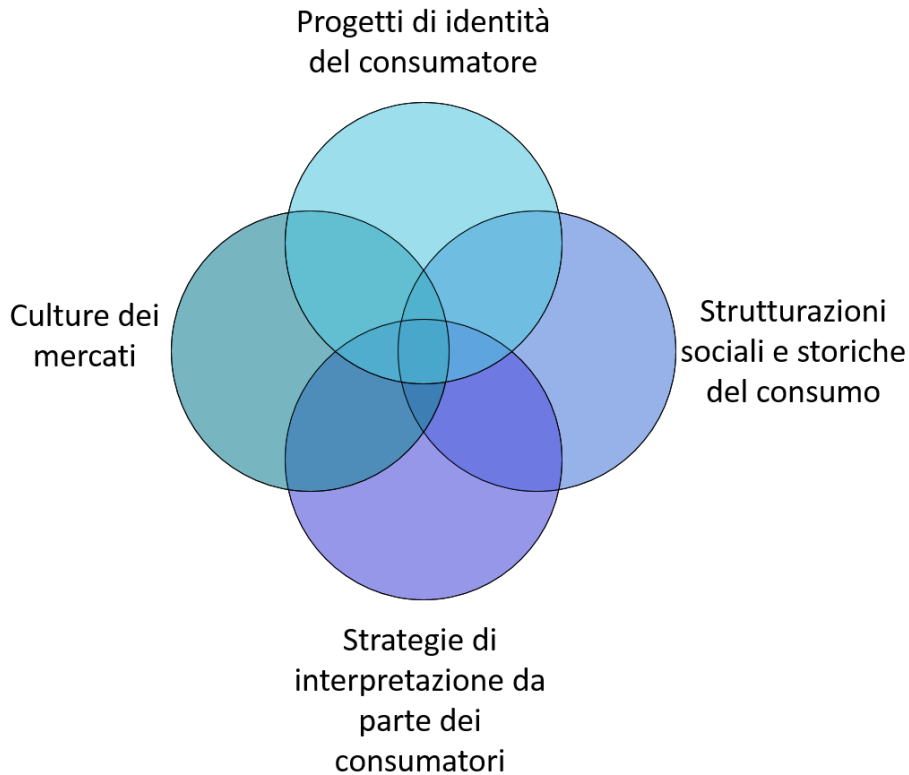 Progetti di identità
del consumatore
Culture dei
mercati
Strutturazioni
sociali e storiche
del consumo
Strategie di
interpretazione da
parte dei
consumatori